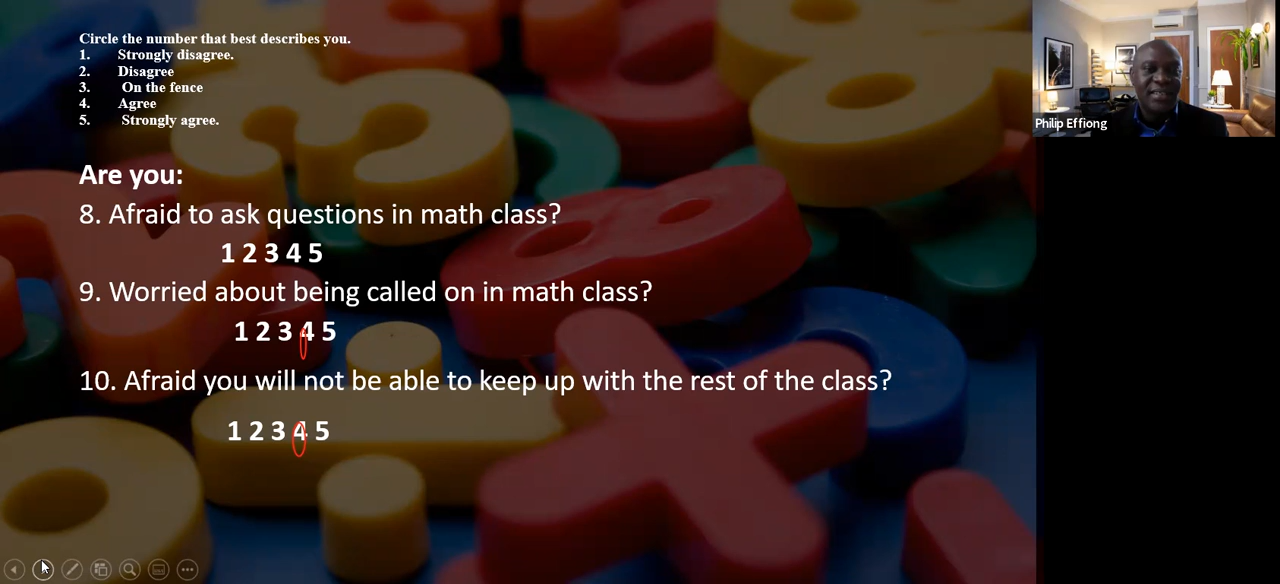 Circle the number that best describes you.
1. Strongly disagree.
2. Disagree
3. On the fence
4. Agree
5. Strongly agree.
Are you:
8. Afraid to ask questions in math class?
1 2 3 4 5
9. Worried about being called on in math class?
1 2 3 4 5
10. Afraid you will not be able to keep up with the rest of the class?
1 2 3 4 5
Philip Effiong